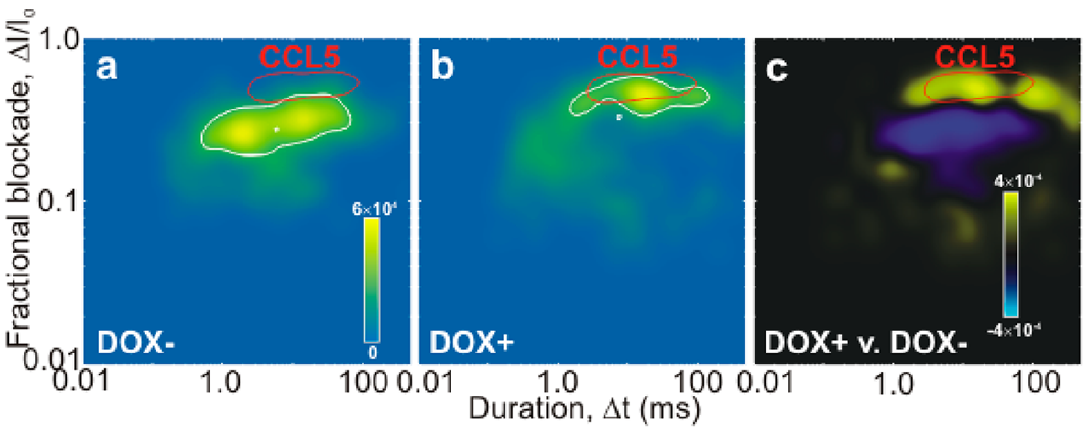 Fractional blockade, ΔI/I₀
1.0
0.1
0.01
a
CCL5
6×10⁴
0
DOX-
0.01
1.0
100
b
CCL5
DOX+
0.01
1.0
100
c
CCL5
4×10⁻⁴
-4×10⁻⁴
DOX+ v. DOX-
0.01
1.0
100
Duration, Δt (ms)